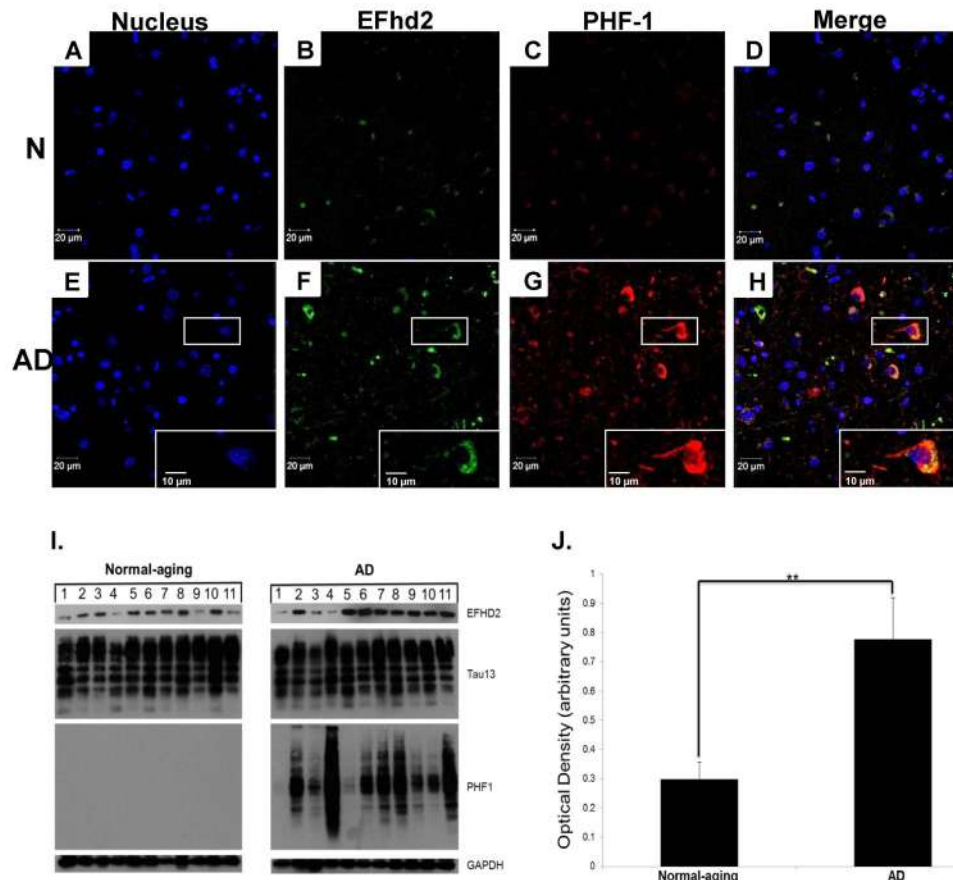 Nucleus EFhd2 PHF-1 Merge
A B C D
N
20 µm 20 µm 20 µm 20 µm
E F G H
AD
20 µm 10 µm 20 µm 10 µm 20 µm 10 µm 20 µm 10 µm
I.
Normal-aging AD
1 2 3 4 5 6 7 8 9 10 11 1 2 3 4 5 6 7 8 9 10 11
EFHD2
Tau13
PHF1
GAPDH
J.
**
Optical Density (arbitrary units)
1
0.9
0.8
0.7
0.6
0.5
0.4
0.3
0.2
0.1
0
Normal-aging AD